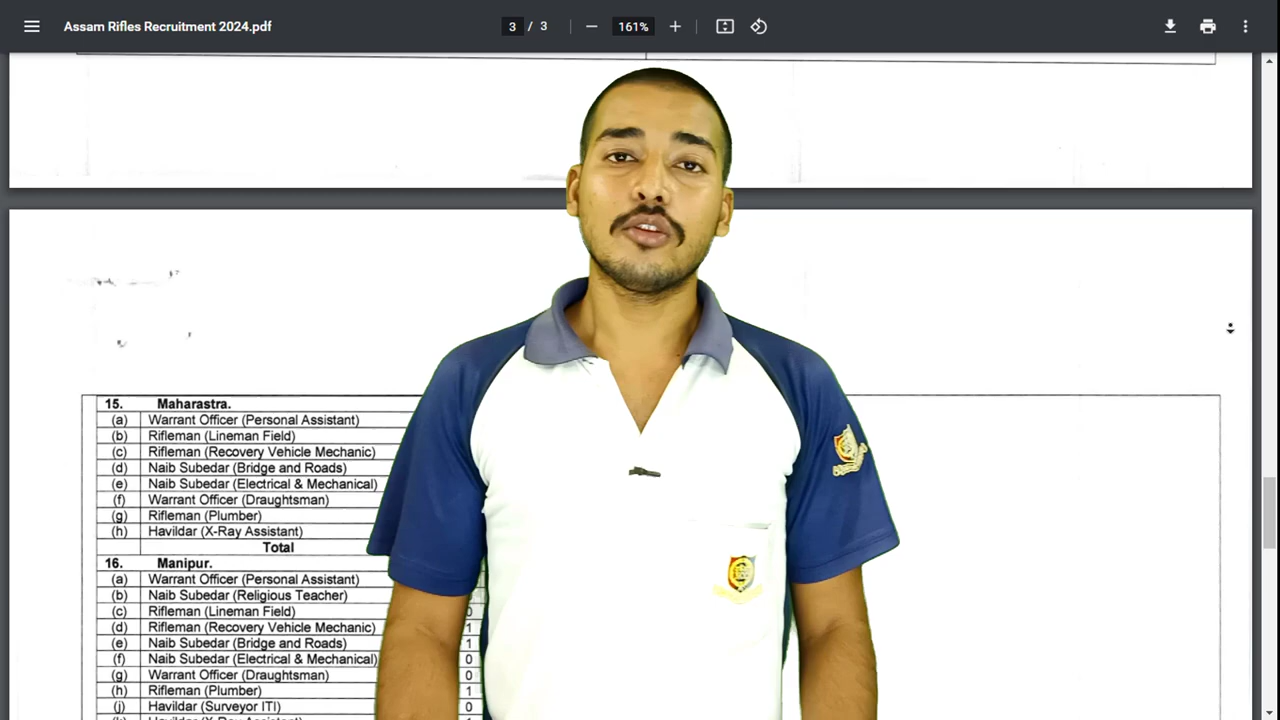 Assam Rifles Recruitment 2024.pdf
3 / 3
161%
15. Maharastra.
(a) Warrant Officer (Personal Assistant)
(b) Rifleman (Lineman Field)
(c) Rifleman (Recovery Vehicle Mechanic)
(d) Naib Subedar (Bridge and Roads)
(e) Naib Subedar (Electrical & Mechanical)
(f) Warrant Officer (Draughtsman)
(g) Rifleman (Plumber)
(h) Havildar (X-Ray Assistant)
Total
16. Manipur.
(a) Warrant Officer (Personal Assistant)
(b) Naib Subedar (Religious Teacher)
(c) Rifleman (Lineman Field) 0
(d) Rifleman (Recovery Vehicle Mechanic) 1
(e) Naib Subedar (Bridge and Roads) 1
(f) Naib Subedar (Electrical & Mechanical) 0
(g) Warrant Officer (Draughtsman) 0
(h) Rifleman (Plumber) 1
(j) Havildar (Surveyor ITI) 0